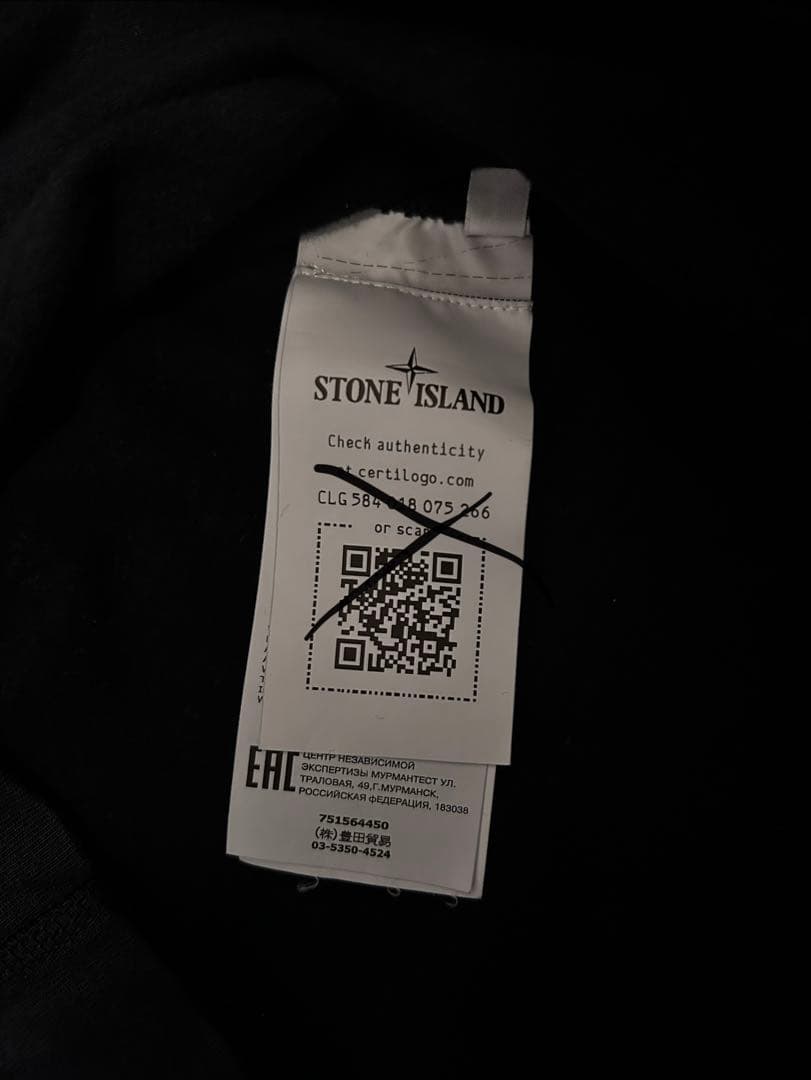 STONE ISLAND
Check authenticity
at certilogo.com
CLG 584 018 075 266
or scan
EAC
ЦЕНТР НЕЗАВИСИМОЙ
ЭКСПЕРТИЗЫ МУРМАНТЕСТ УЛ.
ТРАЛОВАЯ, 49,Г.МУРМАНСК,
РОССИЙСКАЯ ФЕДЕРАЦИЯ, 183038
751564450
(株)豊田貿易
03-5350-4524